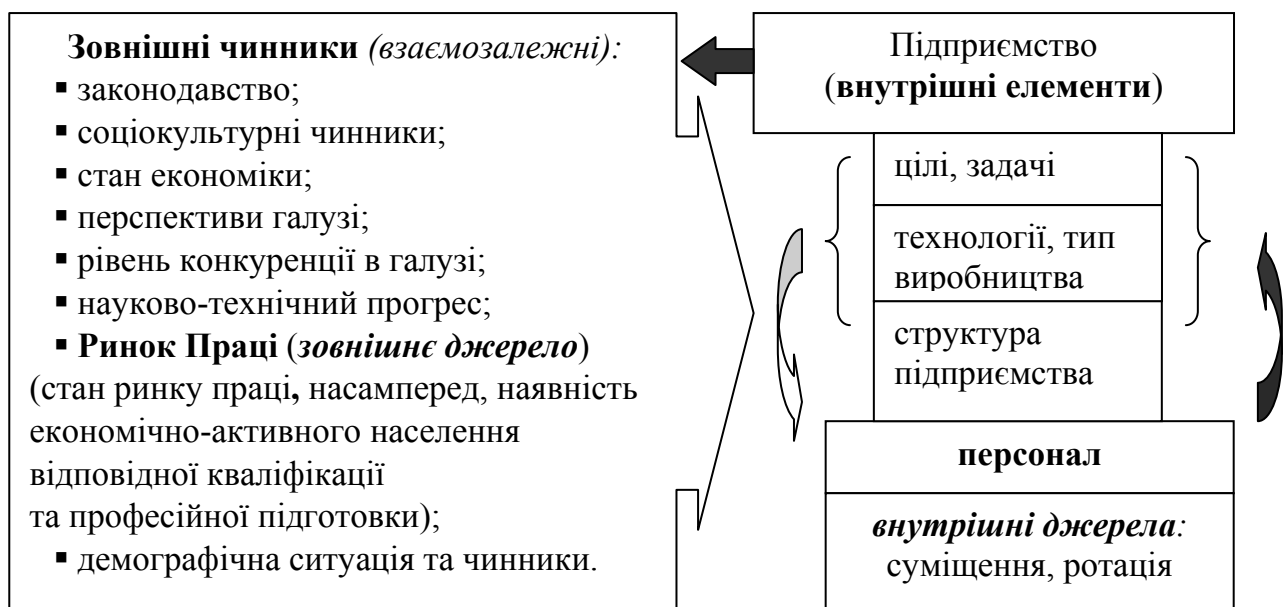 Зовнішні чинники (взаємозалежні):
▪ законодавство;
▪ соціокультурні чинники;
▪ стан економіки;
▪ перспективи галузі;
▪ рівень конкуренції в галузі;
▪ науково-технічний прогрес;
▪ Ринок Праці (зовнішнє джерело)
(стан ринку праці, насамперед, наявність
економічно-активного населення
відповідної кваліфікації
та професійної підготовки);
▪ демографічна ситуація та чинники.
Підприємство
(внутрішні елементи)
цілі, задачі
технології, тип
виробництва
структура
підприємства
персонал
внутрішні джерела:
суміщення, ротація